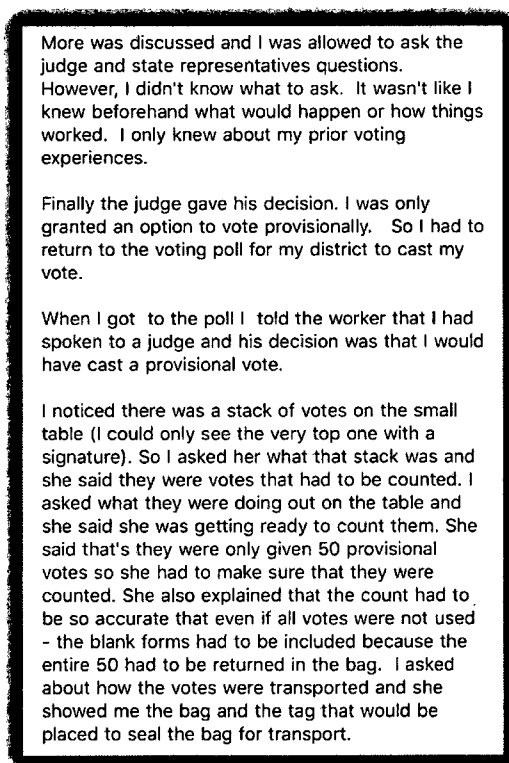 More was discussed and I was allowed to ask the
judge and state representatives questions.
However, I didn't know what to ask. It wasn't like I
knew beforehand what would happen or how things
worked. I only knew about my prior voting
experiences.
Finally the judge gave his decision. I was only
granted an option to vote provisionally. So I had to
return to the voting poll for my district to cast my
vote.
When I got to the poll I told the worker that I had
spoken to a judge and his decision was that I would
have cast a provisional vote.
I noticed there was a stack of votes on the small
table (I could only see the very top one with a
signature). So I asked her what that stack was and
she said they were votes that had to be counted. I
asked what they were doing out on the table and
she said she was getting ready to count them. She
said that's they were only given 50 provisional
votes so she had to make sure that they were
counted. She also explained that the count had to
be so accurate that even if all votes were not used
- the blank forms had to be included because the
entire 50 had to be returned in the bag. I asked
about how the votes were transported and she
showed me the bag and the tag that would be
placed to seal the bag for transport.